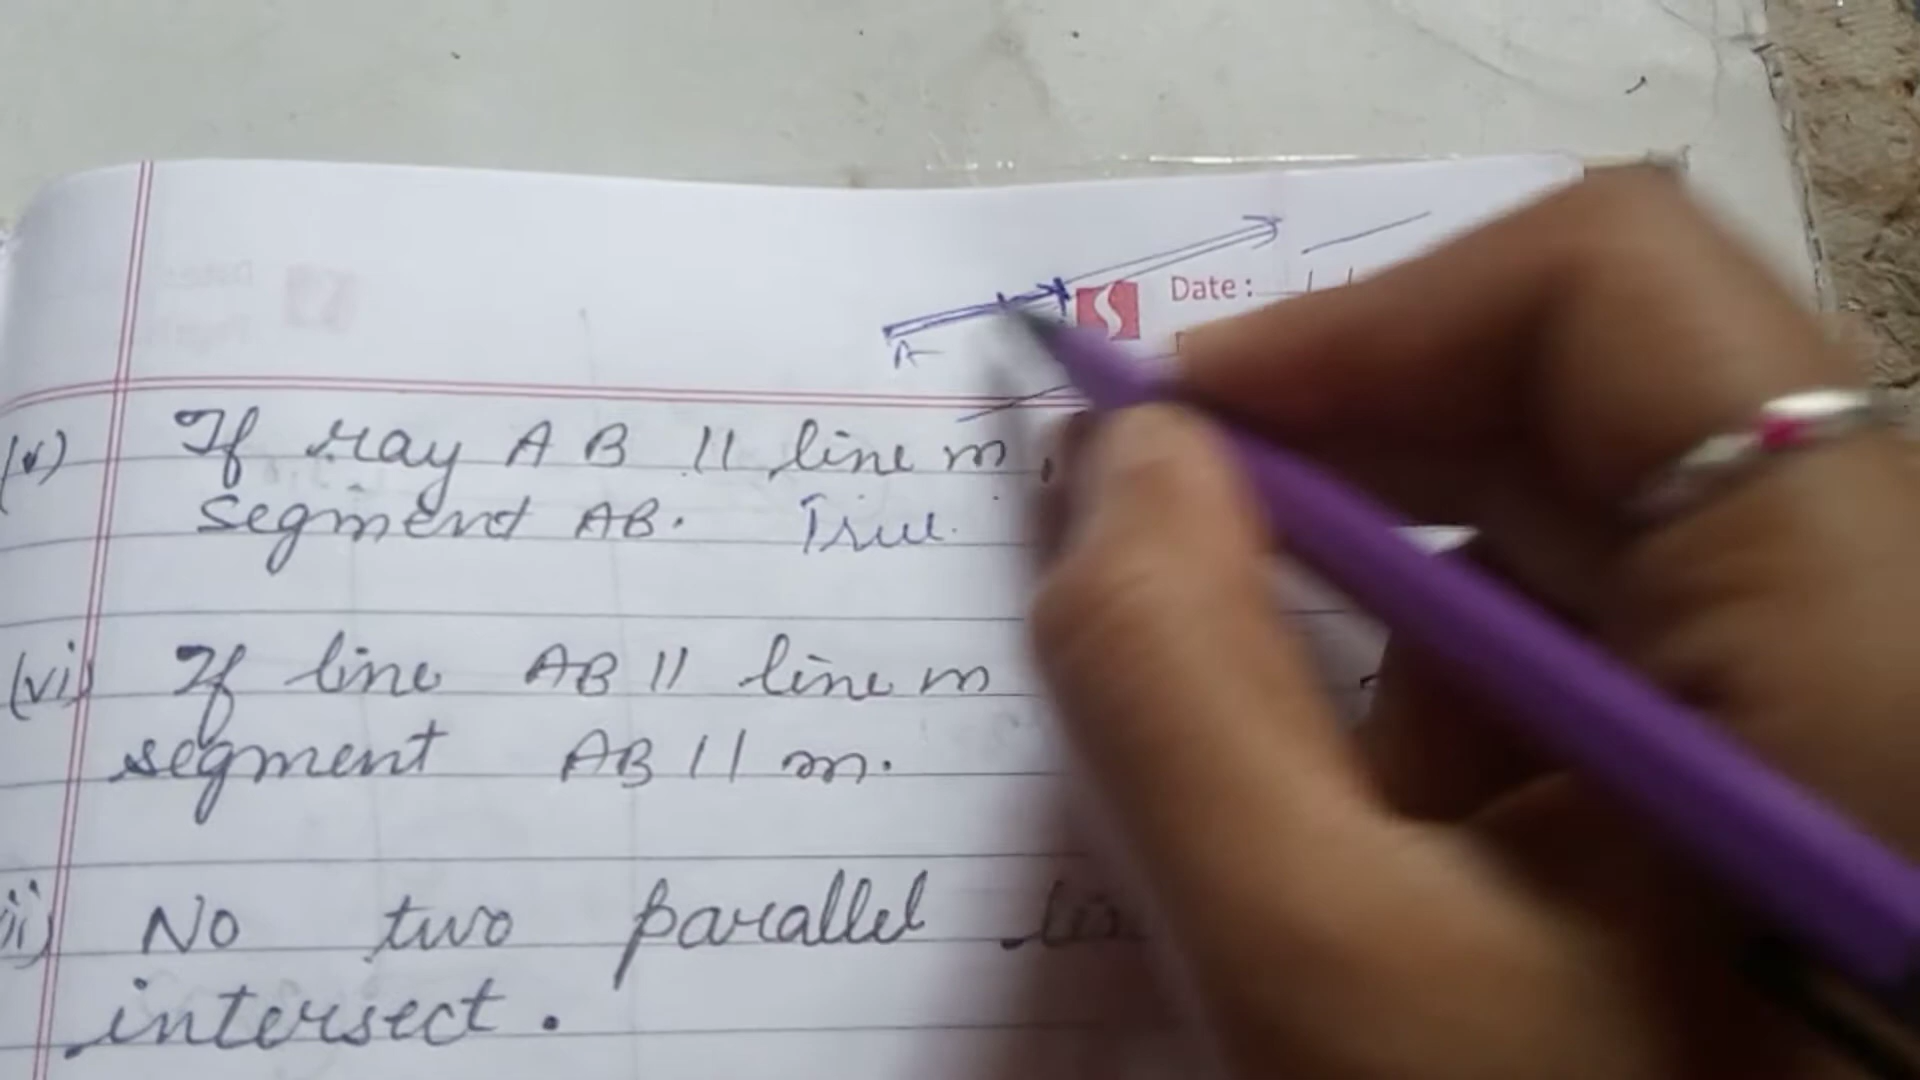 Date :
A
(v) If ray AB || line m,
segment AB. True.
(vi) If line AB || line m
segment AB || m.
ii) No two parallel
intersect.